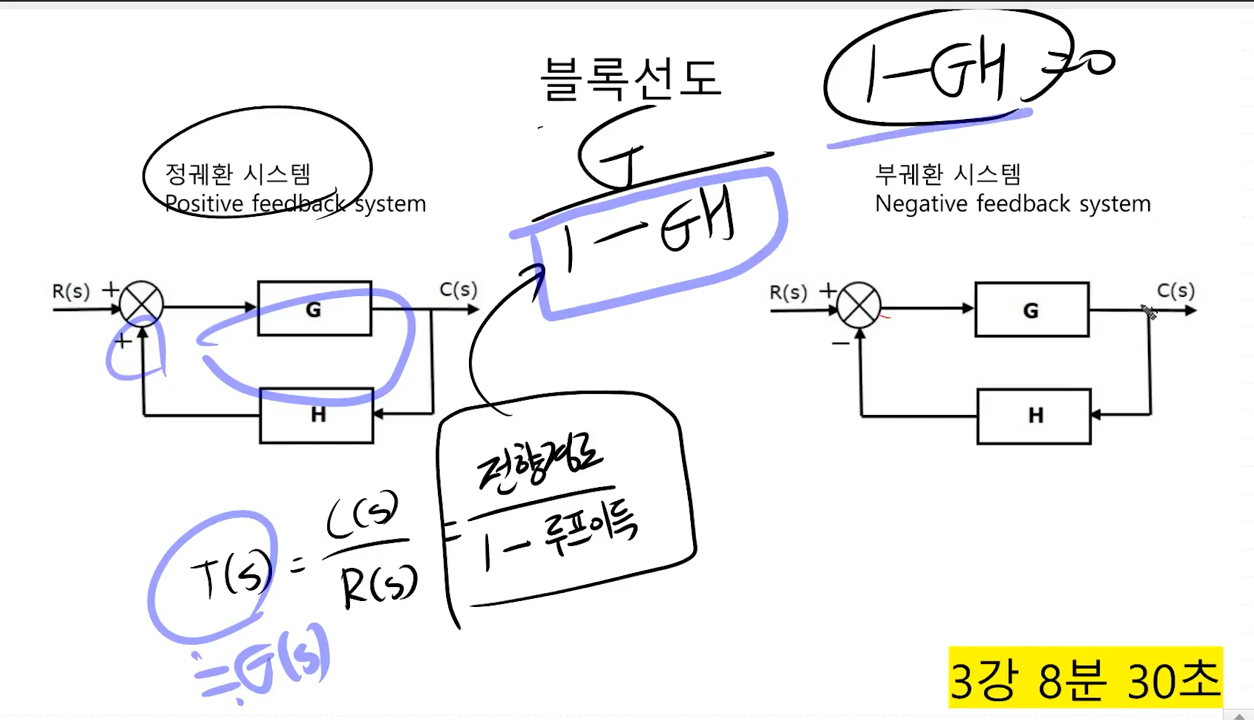 블록선도
1-GH=0
G
1-GH
정궤환 시스템
Positive feedback system
R(s) + G C(s)
+
H
부궤환 시스템
Negative feedback system
R(s) + G C(s)
−
H
T(s) = C(s) / R(s) = 전향경로 / 1 - 루프이득
≒G(s)
3강 8분 30초